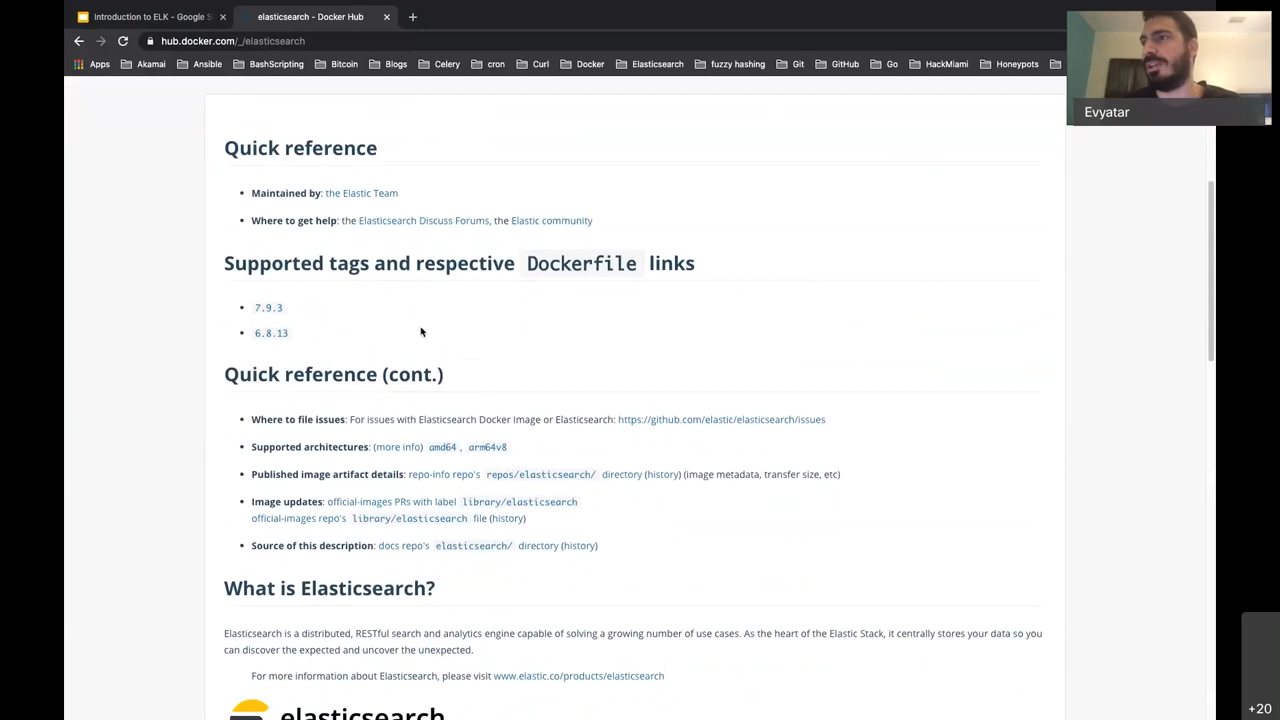 Introduction to ELK - Google S
elasticsearch - Docker Hub
hub.docker.com/_/elasticsearch
Apps Akamai Ansible BashScripting Bitcoin Blogs Celery cron Curl Docker Elasticsearch fuzzy hashing Git GitHub Go HackMiami Honeypots
Evyatar
Quick reference
• Maintained by: the Elastic Team
• Where to get help: the Elasticsearch Discuss Forums, the Elastic community
Supported tags and respective Dockerfile links
• 7.9.3
• 6.8.13
Quick reference (cont.)
• Where to file issues: For issues with Elasticsearch Docker Image or Elasticsearch: https://github.com/elastic/elasticsearch/issues
• Supported architectures: (more info) amd64, arm64v8
• Published image artifact details: repo-info repo's repos/elasticsearch/ directory (history) (image metadata, transfer size, etc)
• Image updates: official-images PRs with label library/elasticsearch
official-images repo's library/elasticsearch file (history)
• Source of this description: docs repo's elasticsearch/ directory (history)
What is Elasticsearch?
Elasticsearch is a distributed, RESTful search and analytics engine capable of solving a growing number of use cases. As the heart of the Elastic Stack, it centrally stores your data so you
can discover the expected and uncover the unexpected.
For more information about Elasticsearch, please visit www.elastic.co/products/elasticsearch
elasticsearch
+20